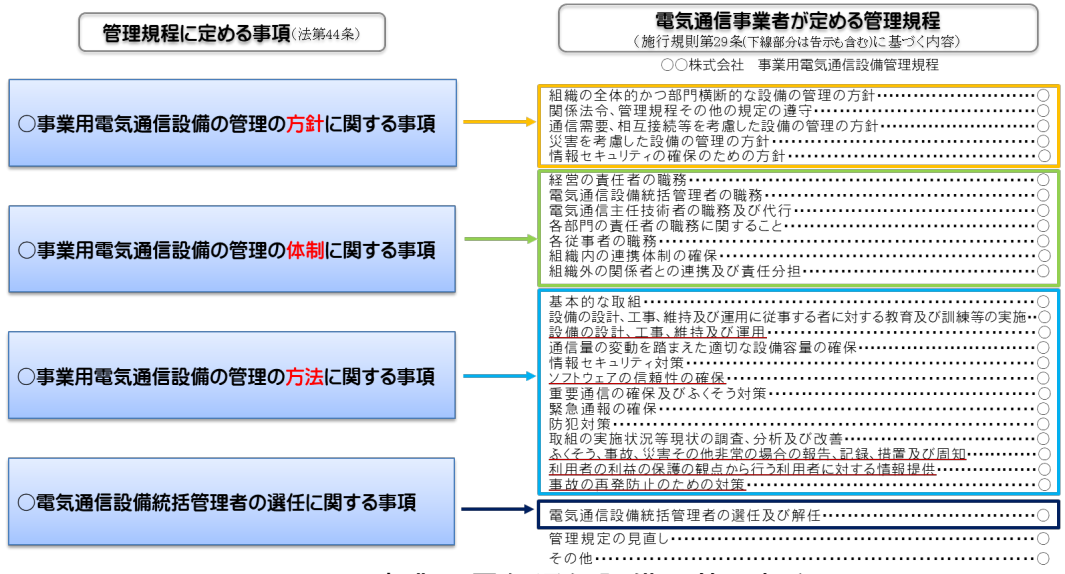 管理規程に定める事項(法第44条)
○事業用電気通信設備の管理の方針に関する事項
○事業用電気通信設備の管理の体制に関する事項
○事業用電気通信設備の管理の方法に関する事項
○電気通信設備統括管理者の選任に関する事項
電気通信事業者が定める管理規程
(施行規則第29条(下線部分は告示も含む)に基づく内容)
○○株式会社 事業用電気通信設備管理規程
組織の全体的かつ部門横断的な設備の管理の方針・・・・・・・・・・・・・・・・・・・・○
関係法令、管理規程その他の規定の遵守・・・・・・・・・・・・・・・・・・・・・・・・・・・・○
通信需要、相互接続等を考慮した設備の管理の方針・・・・・・・・・・・・・・・・・・・・○
災害を考慮した設備の管理の方針・・・・・・・・・・・・・・・・・・・・・・・・・・・・・・・・・○
情報セキュリティの確保のための方針・・・・・・・・・・・・・・・・・・・・・・・・・・・・・・・○
経営の責任者の職務・・・・・・・・・・・・・・・・・・・・・・・・・・・・・・・・・・・・・・・・・・○
電気通信設備統括管理者の職務・・・・・・・・・・・・・・・・・・・・・・・・・・・・・・・・・・○
電気通信主任技術者の職務及び代行・・・・・・・・・・・・・・・・・・・・・・・・・・・・・・○
各部門の責任者の職務に関すること・・・・・・・・・・・・・・・・・・・・・・・・・・・・・・・○
各従事者の職務・・・・・・・・・・・・・・・・・・・・・・・・・・・・・・・・・・・・・・・・・・・・・・○
組織内の連携体制の確保・・・・・・・・・・・・・・・・・・・・・・・・・・・・・・・・・・・・・・・○
組織外の関係者との連携及び責任分担・・・・・・・・・・・・・・・・・・・・・・・・・・・・・○
基本的な取組・・・・・・・・・・・・・・・・・・・・・・・・・・・・・・・・・・・・・・・・・・・・・・・・○
設備の設計、工事、維持及び運用に従事する者に対する教育及び訓練等の実施・・○
設備の設計、工事、維持及び運用・・・・・・・・・・・・・・・・・・・・・・・・・・・・・・・・・○
通信量の変動を踏まえた適切な設備容量の確保・・・・・・・・・・・・・・・・・・・・・・○
情報セキュリティ対策・・・・・・・・・・・・・・・・・・・・・・・・・・・・・・・・・・・・・・・・・・○
ソフトウェアの信頼性の確保・・・・・・・・・・・・・・・・・・・・・・・・・・・・・・・・・・・・・○
重要通信の確保及びふくそう対策・・・・・・・・・・・・・・・・・・・・・・・・・・・・・・・・・○
緊急通報の確保・・・・・・・・・・・・・・・・・・・・・・・・・・・・・・・・・・・・・・・・・・・・・・○
防犯対策・・・・・・・・・・・・・・・・・・・・・・・・・・・・・・・・・・・・・・・・・・・・・・・・・・・・○
取組の実施状況等現状の調査、分析及び改善・・・・・・・・・・・・・・・・・・・・・・・・○
ふくそう、事故、災害その他非常の場合の報告、記録、措置及び周知・・・・・・・・・○
利用者の利益の保護の観点から行う利用者に対する情報提供・・・・・・・・・・・・・○
事故の再発防止のための対策・・・・・・・・・・・・・・・・・・・・・・・・・・・・・・・・・・・・○
電気通信設備統括管理者の選任及び解任・・・・・・・・・・・・・・・・・・・・・・・・・・・○
管理規定の見直し・・・・・・・・・・・・・・・・・・・・・・・・・・・・・・・・・・・・・・・・・・・・・○
その他・・・・・・・・・・・・・・・・・・・・・・・・・・・・・・・・・・・・・・・・・・・・・・・・・・・・・・○